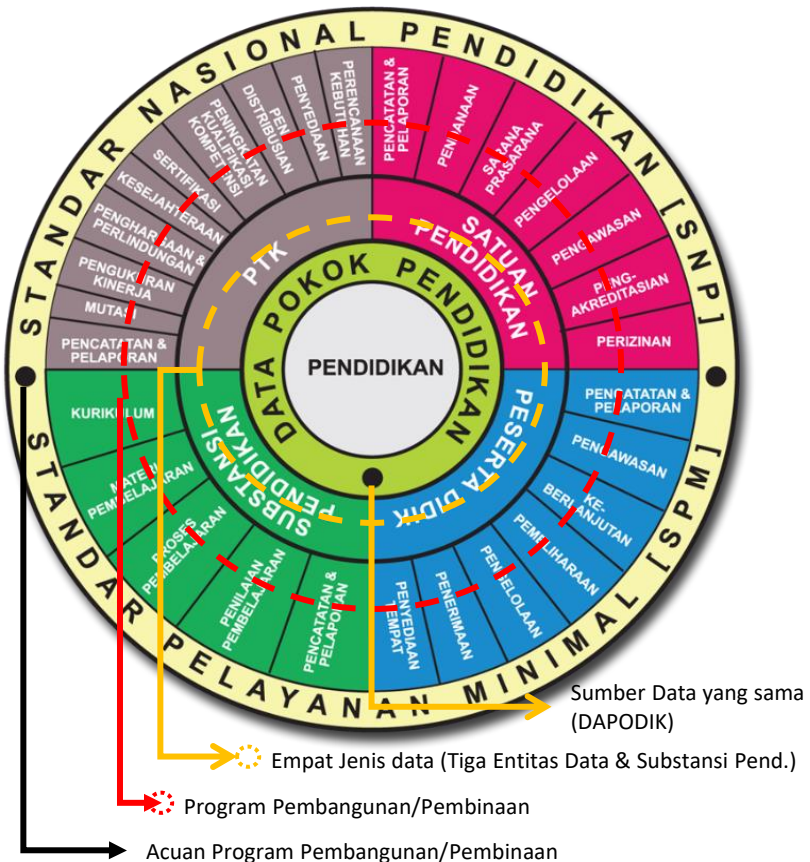 STANDAR NASIONAL PENDIDIKAN [SNP]
STANDAR PELAYANAN MINIMAL [SPM]
PENDIDIKAN
DATA POKOK PENDIDIKAN
PTK
SATUAN
PENDIDIKAN
PESERTA DIDIK
SUBSTANSI
PENDIDIKAN
PENCATATAN &
PELAPORAN
MUTASI
PENGUKURAN
KINERJA
PENGHARGAAN &
PERLINDUNGAN
KESEJAHTERAAN
SERTIFIKASI
PENINGKATAN
KUALIFIKASI
KOMPETENSI
PEN
DISTRIBUSIAN
PENYEDIAAN
PERENCANAAN
KEBUTUHAN
PENCATATAN &
PELAPORAN
PENDANAAN
SARANA
PRASARANA
PENGELOLAAN
PENGAWASAN
PENG-
AKREDITASIAN
PERIZINAN
PENCATATAN &
PELAPORAN
PENGAWASAN
KE-
BERLANJUTAN
PEMELIHARAAN
PENGELOLAAN
PENERIMAAN
PENYEDIAAN
TEMPAT
PENCATATAN &
PELAPORAN
PENILAIAN
PEMBELAJARAN
PROSES
PEMBELAJARAN
MATERI
PEMBELAJARAN
KURIKULUM
Sumber Data yang sama
(DAPODIK)
Empat Jenis data (Tiga Entitas Data & Substansi Pend.)
Program Pembangunan/Pembinaan
Acuan Program Pembangunan/Pembinaan